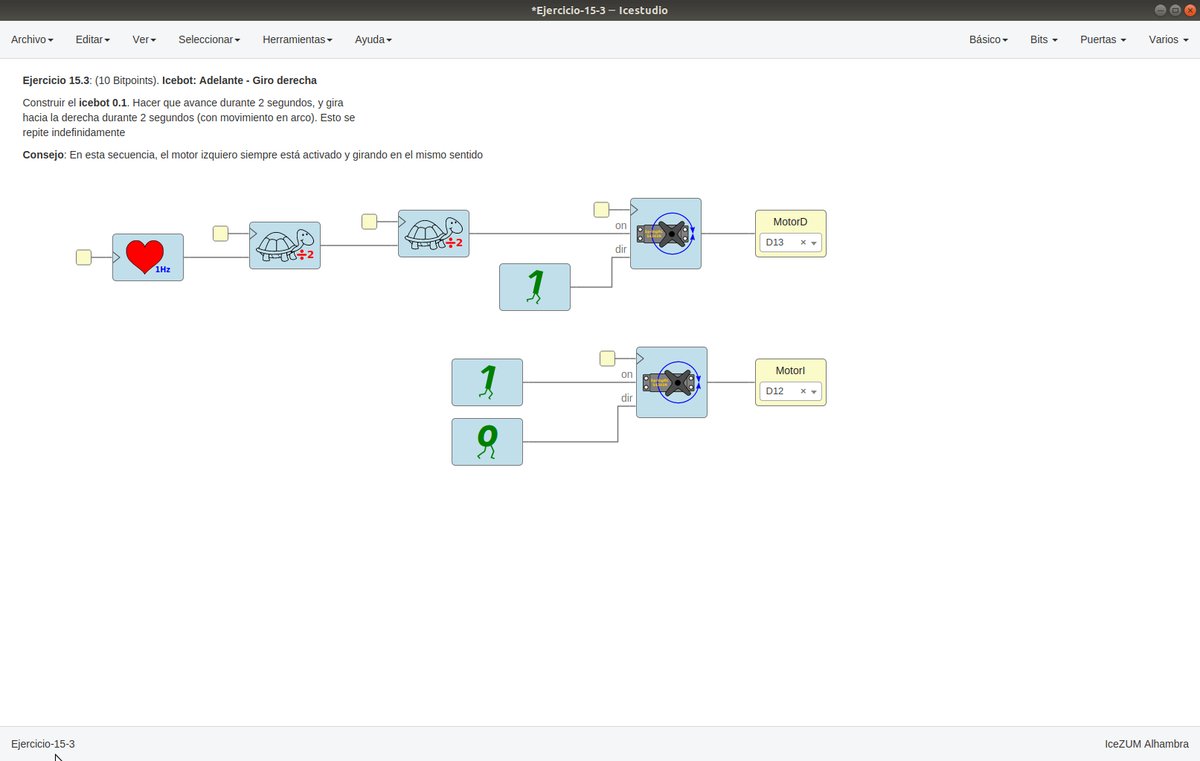 *Ejercicio-15-3 — Icestudio
Archivo Editar Ver Seleccionar Herramientas Ayuda Básico Bits Puertas Varios
Ejercicio 15.3: (10 Bitpoints). Icebot: Adelante - Giro derecha
Construir el icebot 0.1. Hacer que avance durante 2 segundos, y gira
hacia la derecha durante 2 segundos (con movimiento en arco). Esto se
repite indefinidamente
Consejo: En esta secuencia, el motor izquiero siempre está activado y girando en el mismo sentido
1Hz
÷2
÷2
on
dir
MotorD
D13
1
1
0
on
dir
MotorI
D12
Ejercicio-15-3 IceZUM Alhambra